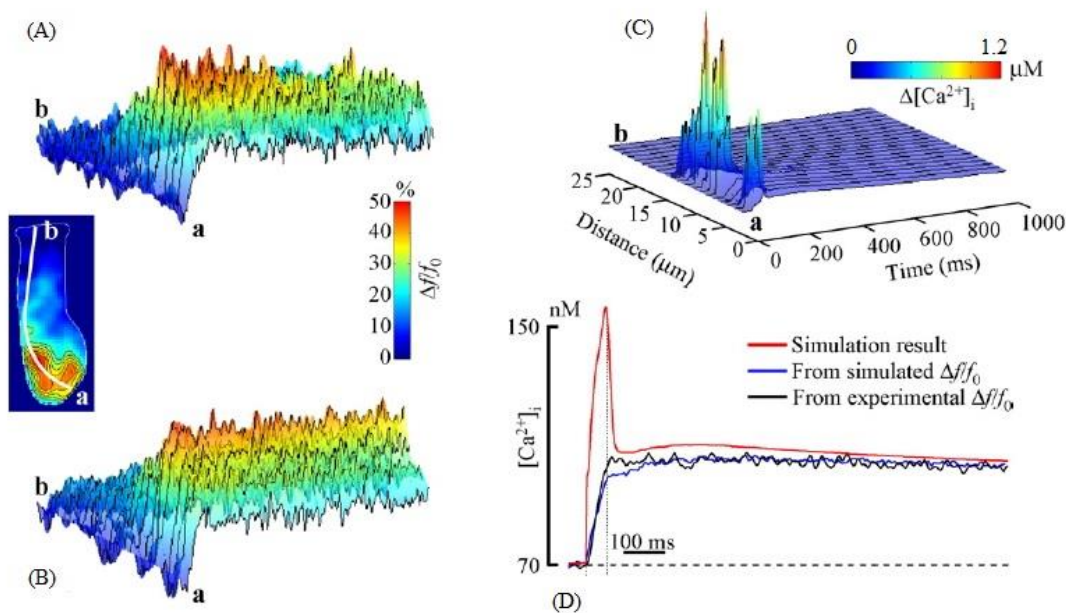 (A)
b
a
%
50
40
30
20
10
0
Δf/f₀
b
a
b
a
(B)
(C)
0 1.2
μM
Δ[Ca²⁺]ᵢ
b
a
25
20
15
10
5
0
Distance (μm)
0
200
400
600
800
1000
Time (ms)
nM
150
[Ca²⁺]ᵢ
70
Simulation result
From simulated Δf/f₀
From experimental Δf/f₀
100 ms
(D)